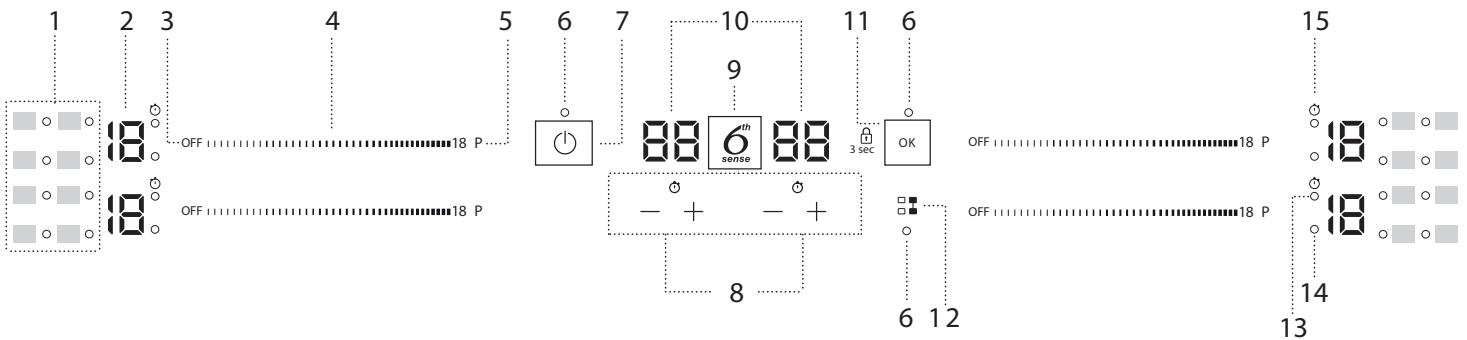 1 2 3 4 5 6 7 10 11 6 15
9
18 OFF 18 P 88 6th sense 88 3 sec OK OFF 18 P 18
18 OFF 18 P − + − + OFF 18 P 18
8 6 12 14
13